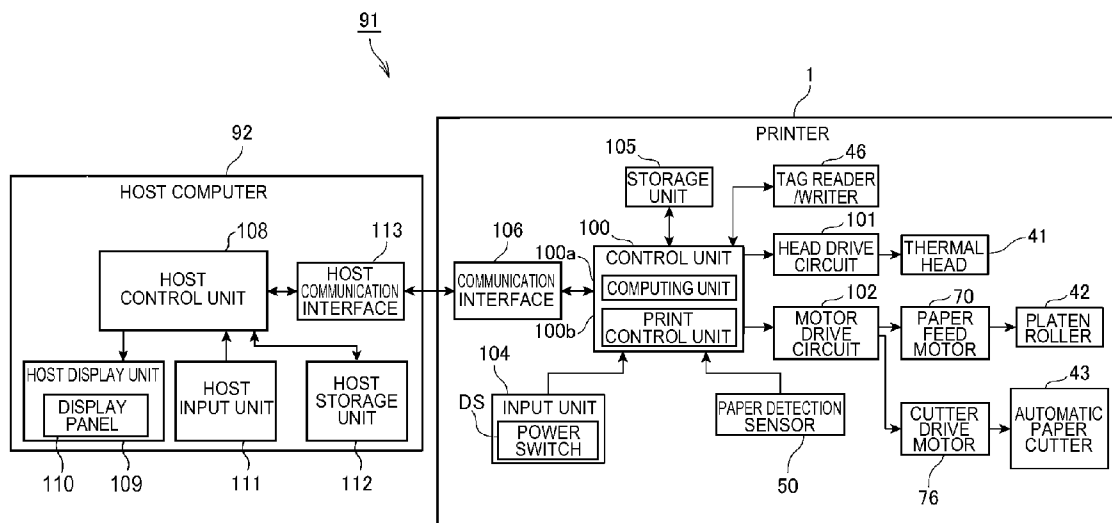 91
1
PRINTER
92
HOST COMPUTER
105
STORAGE
UNIT
46
TAG READER
/WRITER
108
HOST
CONTROL UNIT
113
HOST
COMMUNICATION
INTERFACE
106
COMMUNICATION
INTERFACE
100
100a
100b
CONTROL UNIT
COMPUTING UNIT
PRINT
CONTROL UNIT
101
HEAD DRIVE
CIRCUIT
THERMAL
HEAD
41
102
MOTOR
DRIVE
CIRCUIT
70
PAPER
FEED
MOTOR
42
PLATEN
ROLLER
HOST DISPLAY UNIT
DISPLAY
PANEL
110
109
HOST
INPUT UNIT
111
HOST
STORAGE
UNIT
112
104
DS
INPUT UNIT
POWER
SWITCH
PAPER DETECTION
SENSOR
50
CUTTER
DRIVE
MOTOR
76
43
AUTOMATIC
PAPER
CUTTER